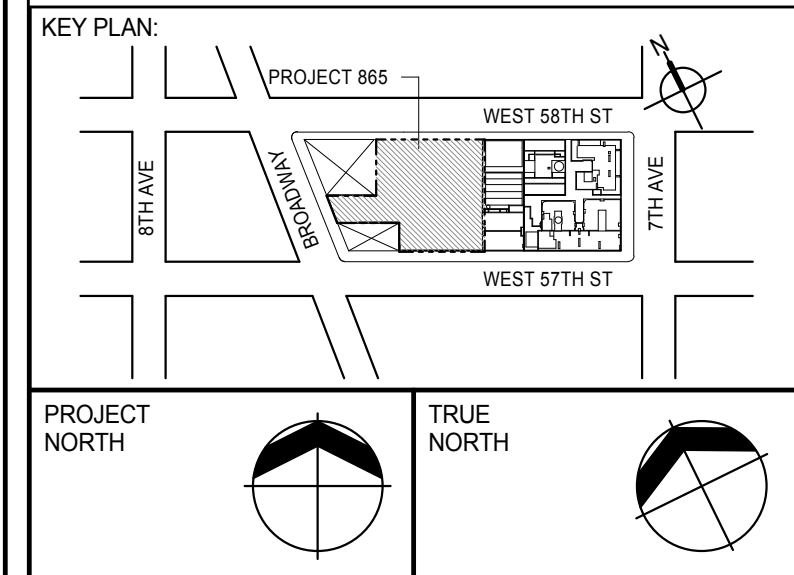 KEY PLAN:
N
PROJECT 865
WEST 58TH ST
8TH AVE
BROADWAY
7TH AVE
WEST 57TH ST
PROJECT
NORTH
TRUE
NORTH